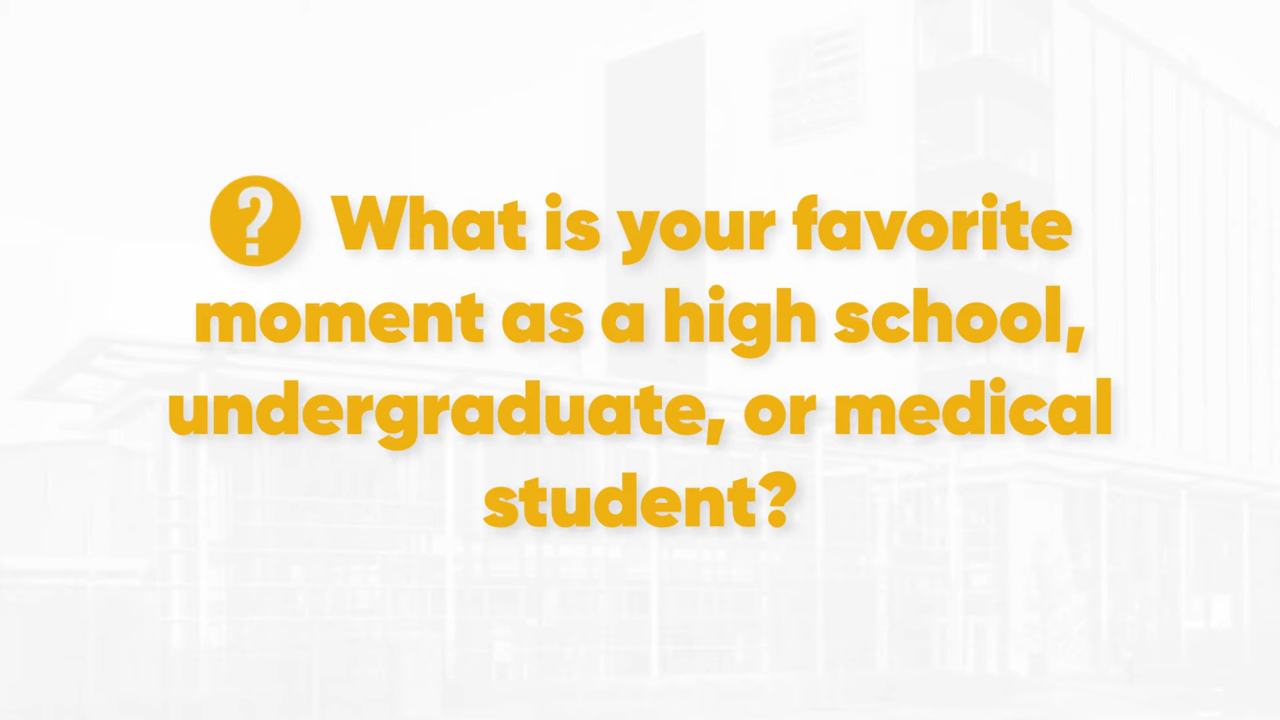 ? What is your favorite
moment as a high school,
undergraduate, or medical
student?